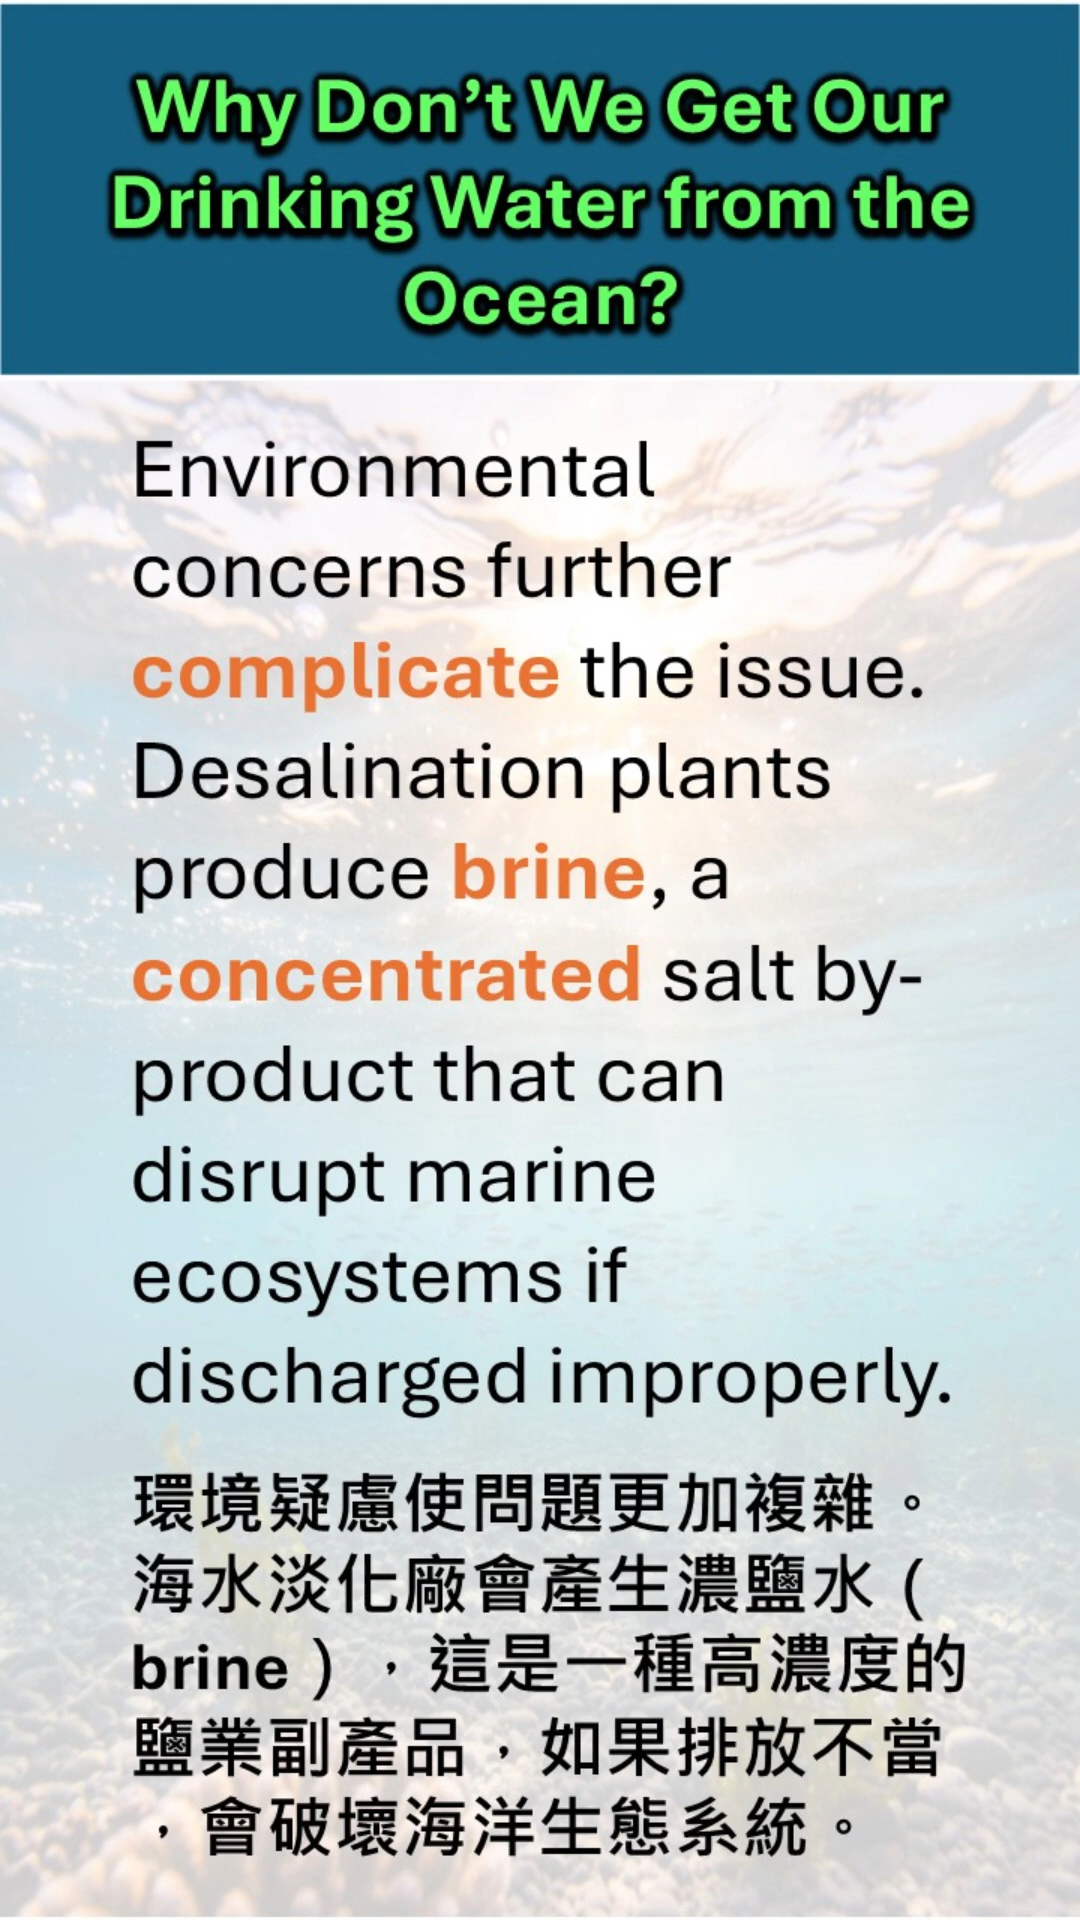 Why Don’t We Get Our
Drinking Water from the
Ocean?
Environmental
concerns further
complicate the issue.
Desalination plants
produce brine, a
concentrated salt by-
product that can
disrupt marine
ecosystems if
discharged improperly.
環境疑慮使問題更加複雜。
海水淡化廠會產生濃鹽水（
brine），這是一種高濃度的
鹽業副產品，如果排放不當
，會破壞海洋生態系統。